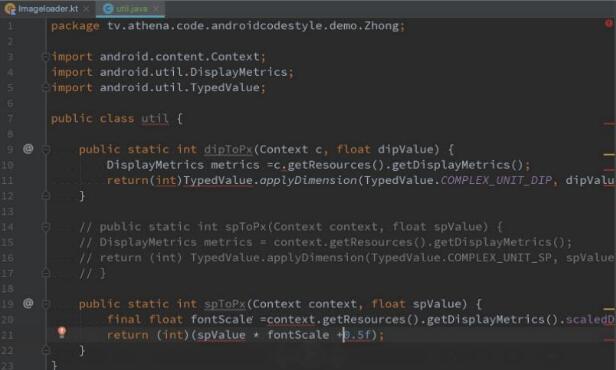 Imageloader.kt
util.java
1 package tv.athena.code.androidcodestyle.demo.Zhong;
2
3 import android.content.Context;
4 import android.util.DisplayMetrics;
5 import android.util.TypedValue;
6
7 public class util {
8
9 @ public static int dipToPx(Context c, float dipValue) {
10 DisplayMetrics metrics =c.getResources().getDisplayMetrics();
11 return(int)TypedValue.applyDimension(TypedValue.COMPLEX_UNIT_DIP, dipValu
12 }
13
14 // public static int spToPx(Context context, float spValue) {
15 // DisplayMetrics metrics = context.getResources().getDisplayMetrics();
16 // return (int) TypedValue.applyDimension(TypedValue.COMPLEX_UNIT_SP, spValue
17 // }
18
19 @ public static int spToPx(Context context, float spValue) {
20 final float fontScale =context.getResources().getDisplayMetrics().scaledD
21 return (int)(spValue * fontScale +0.5f);
22 }
23 }